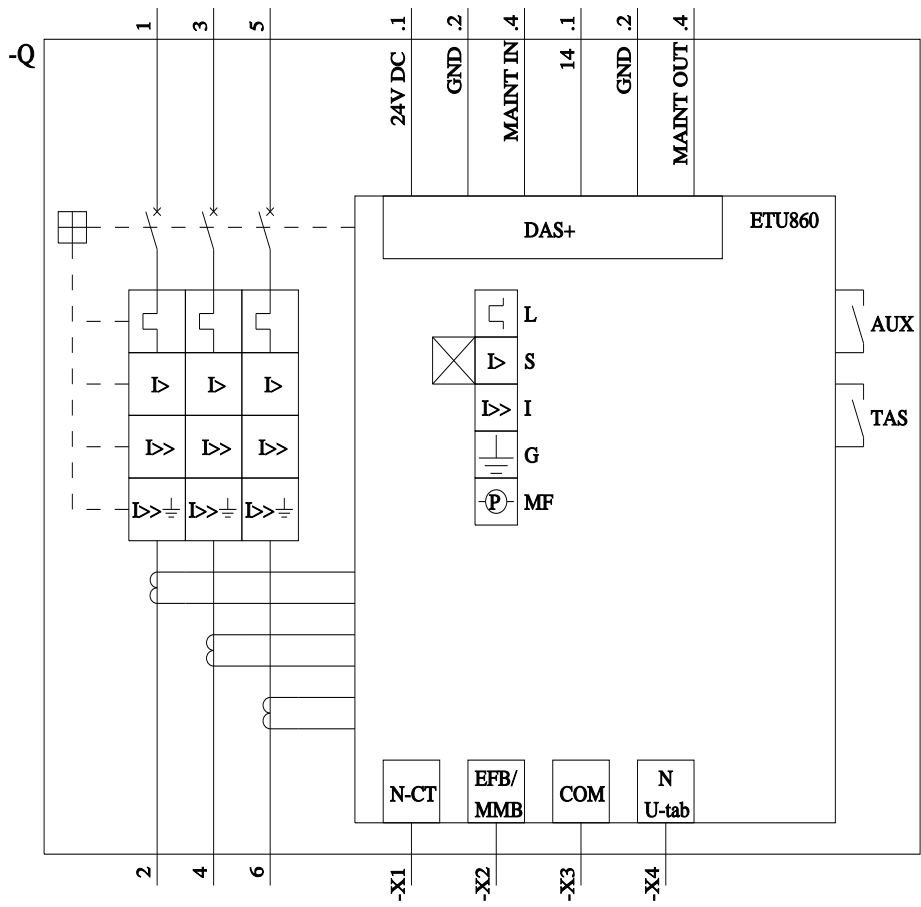 1
3
5
.1
.2
.4
.1
.2
.4
-Q
24V DC
GND
MAINT IN
14
GND
MAINT OUT
DAS+
ETU860
L
AUX
I> I> I>
I> S
I>> I>> I>>
I>> I
TAS
G
I>> I>> I>>
P MF
N-CT
EFB/
MMB
COM
N
U-tab
2
4
6
-X1
-X2
-X3
-X4